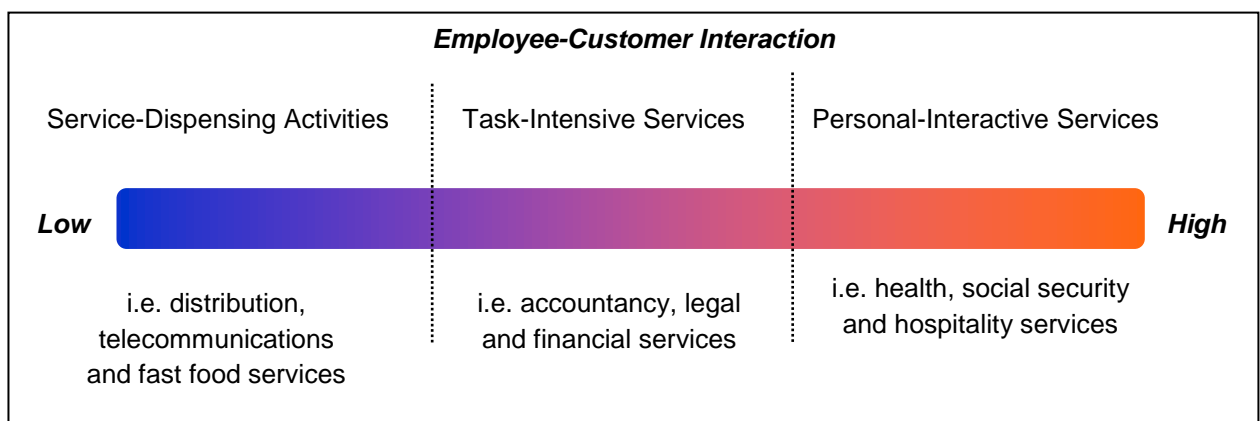 Employee-Customer Interaction
Service-Dispensing Activities
Task-Intensive Services
Personal-Interactive Services
Low
High
i.e. distribution,
telecommunications
and fast food services
i.e. accountancy, legal
and financial services
i.e. health, social security
and hospitality services